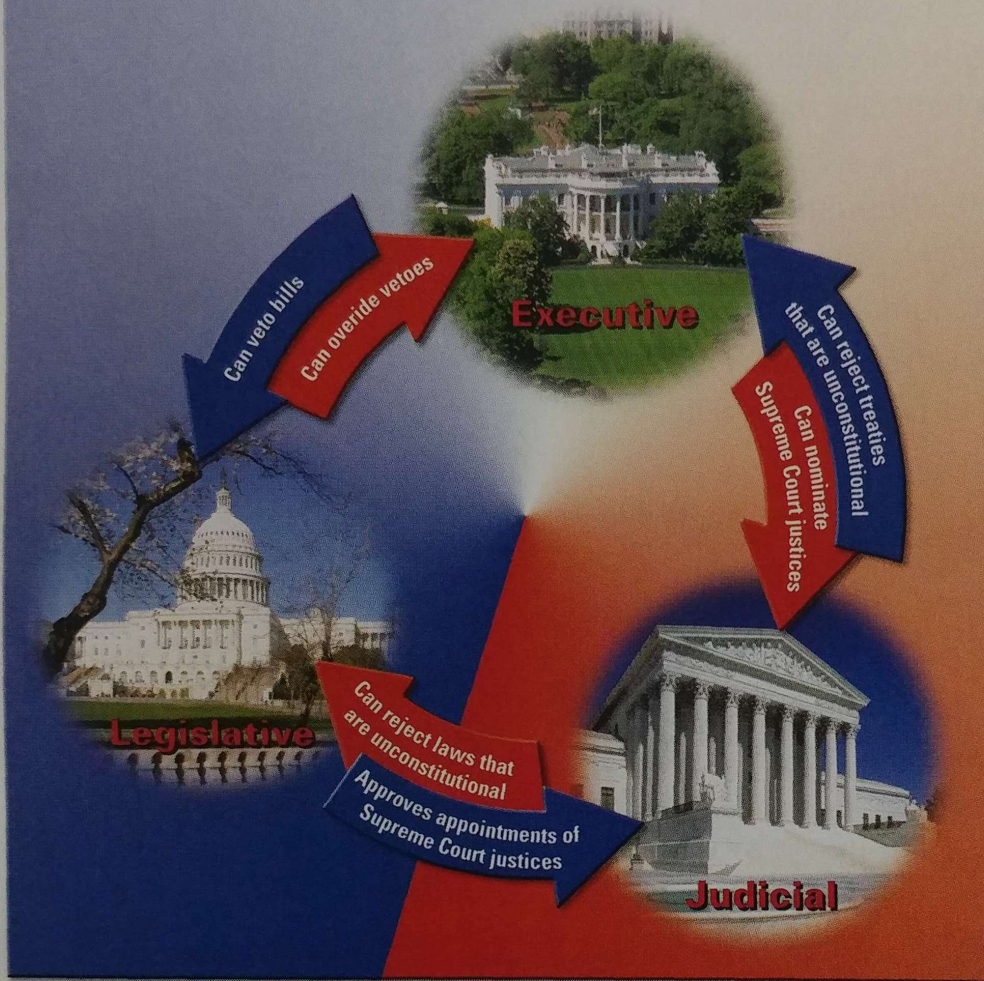 Executive
Can veto bills
Can overide vetoes
Can reject treaties
that are unconstitutional
Can nominate
Supreme Court justices
Legislative
Can reject laws that
are unconstitutional
Approves appointments of
Supreme Court justices
Judicial